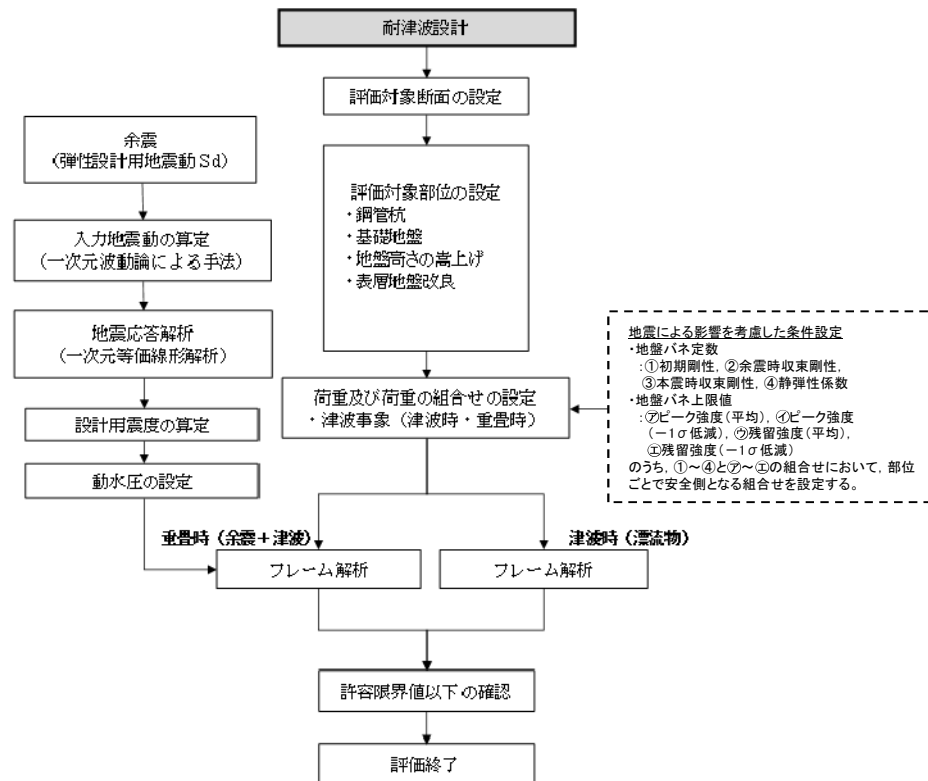 耐津波設計
評価対象断面の設定
余震
(弾性設計用地震動Sd)
評価対象部位の設定
・鋼管杭
・基礎地盤
・地盤高さの嵩上げ
・表層地盤改良
入力地震動の算定
(一次元波動論による手法)
地震応答解析
(一次元等価線形解析)
設計用震度の算定
動水圧の設定
荷重及び荷重の組合せの設定
・津波事象(津波時・重畳時)
地震による影響を考慮した条件設定
・地盤バネ定数
:①初期剛性,②余震時収束剛性,
③本震時収束剛性,④静弾性係数
・地盤バネ上限値
:㋐ピーク強度(平均),㋑ピーク強度
(-1σ低減),㋒残留強度(平均),
㋓残留強度(-1σ低減)
のうち,①~④と㋐~㋓の組合せにおいて,部位
ごとで安全側となる組合せを設定する。
重畳時(余震+津波)
津波時(漂流物)
フレーム解析
フレーム解析
許容限界値以下の確認
評価終了